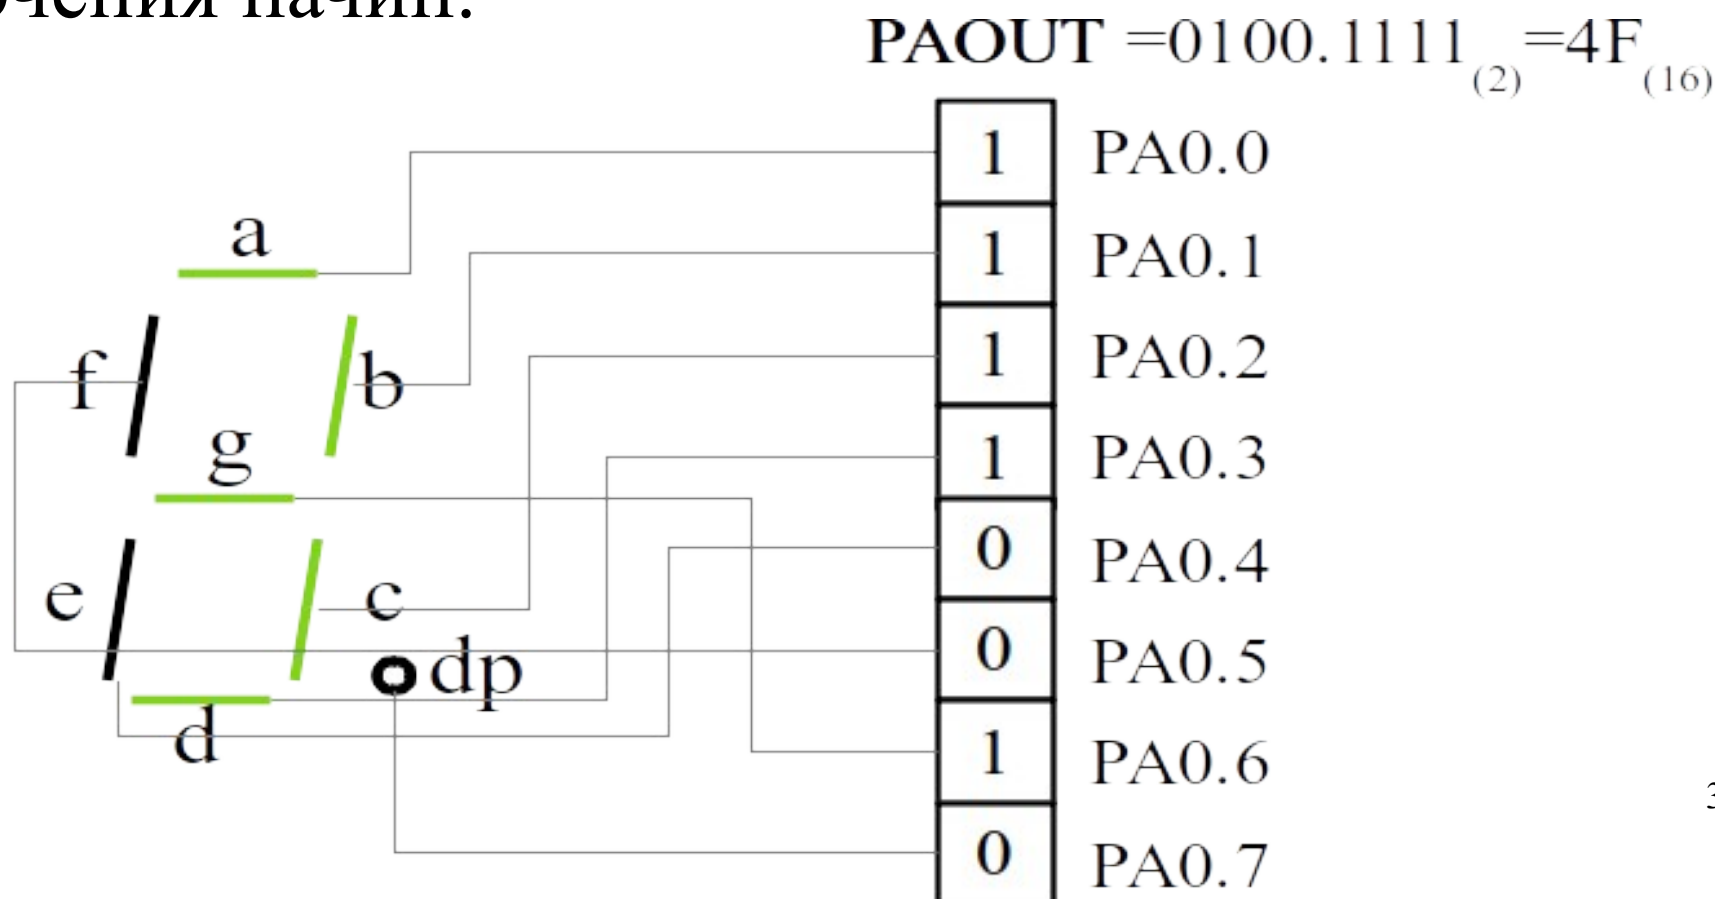 начин.
PAOUT =0100.1111(2)=4F(16)
1 PA0.0
a
1 PA0.1
f b
1 PA0.2
g
1 PA0.3
0 PA0.4
e c
0 PA0.5
dp
d
1 PA0.6
0 PA0.7